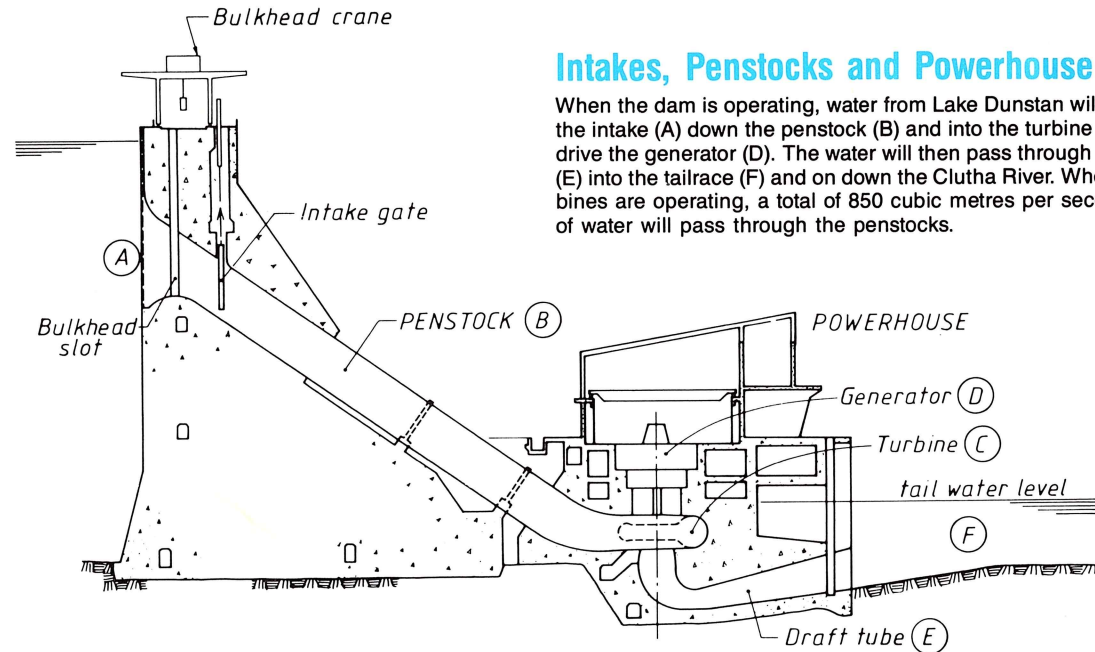 Bulkhead crane
Intakes, Penstocks and Powerhouse
When the dam is operating, water from Lake Dunstan wil
the intake (A) down the penstock (B) and into the turbine
drive the generator (D). The water will then pass through
(E) into the tailrace (F) and on down the Clutha River. Whe
bines are operating, a total of 850 cubic metres per sec
of water will pass through the penstocks.
Intake gate
A
Bulkhead
slot
PENSTOCK B
POWERHOUSE
Generator D
Turbine C
tail water level
F
Draft tube E